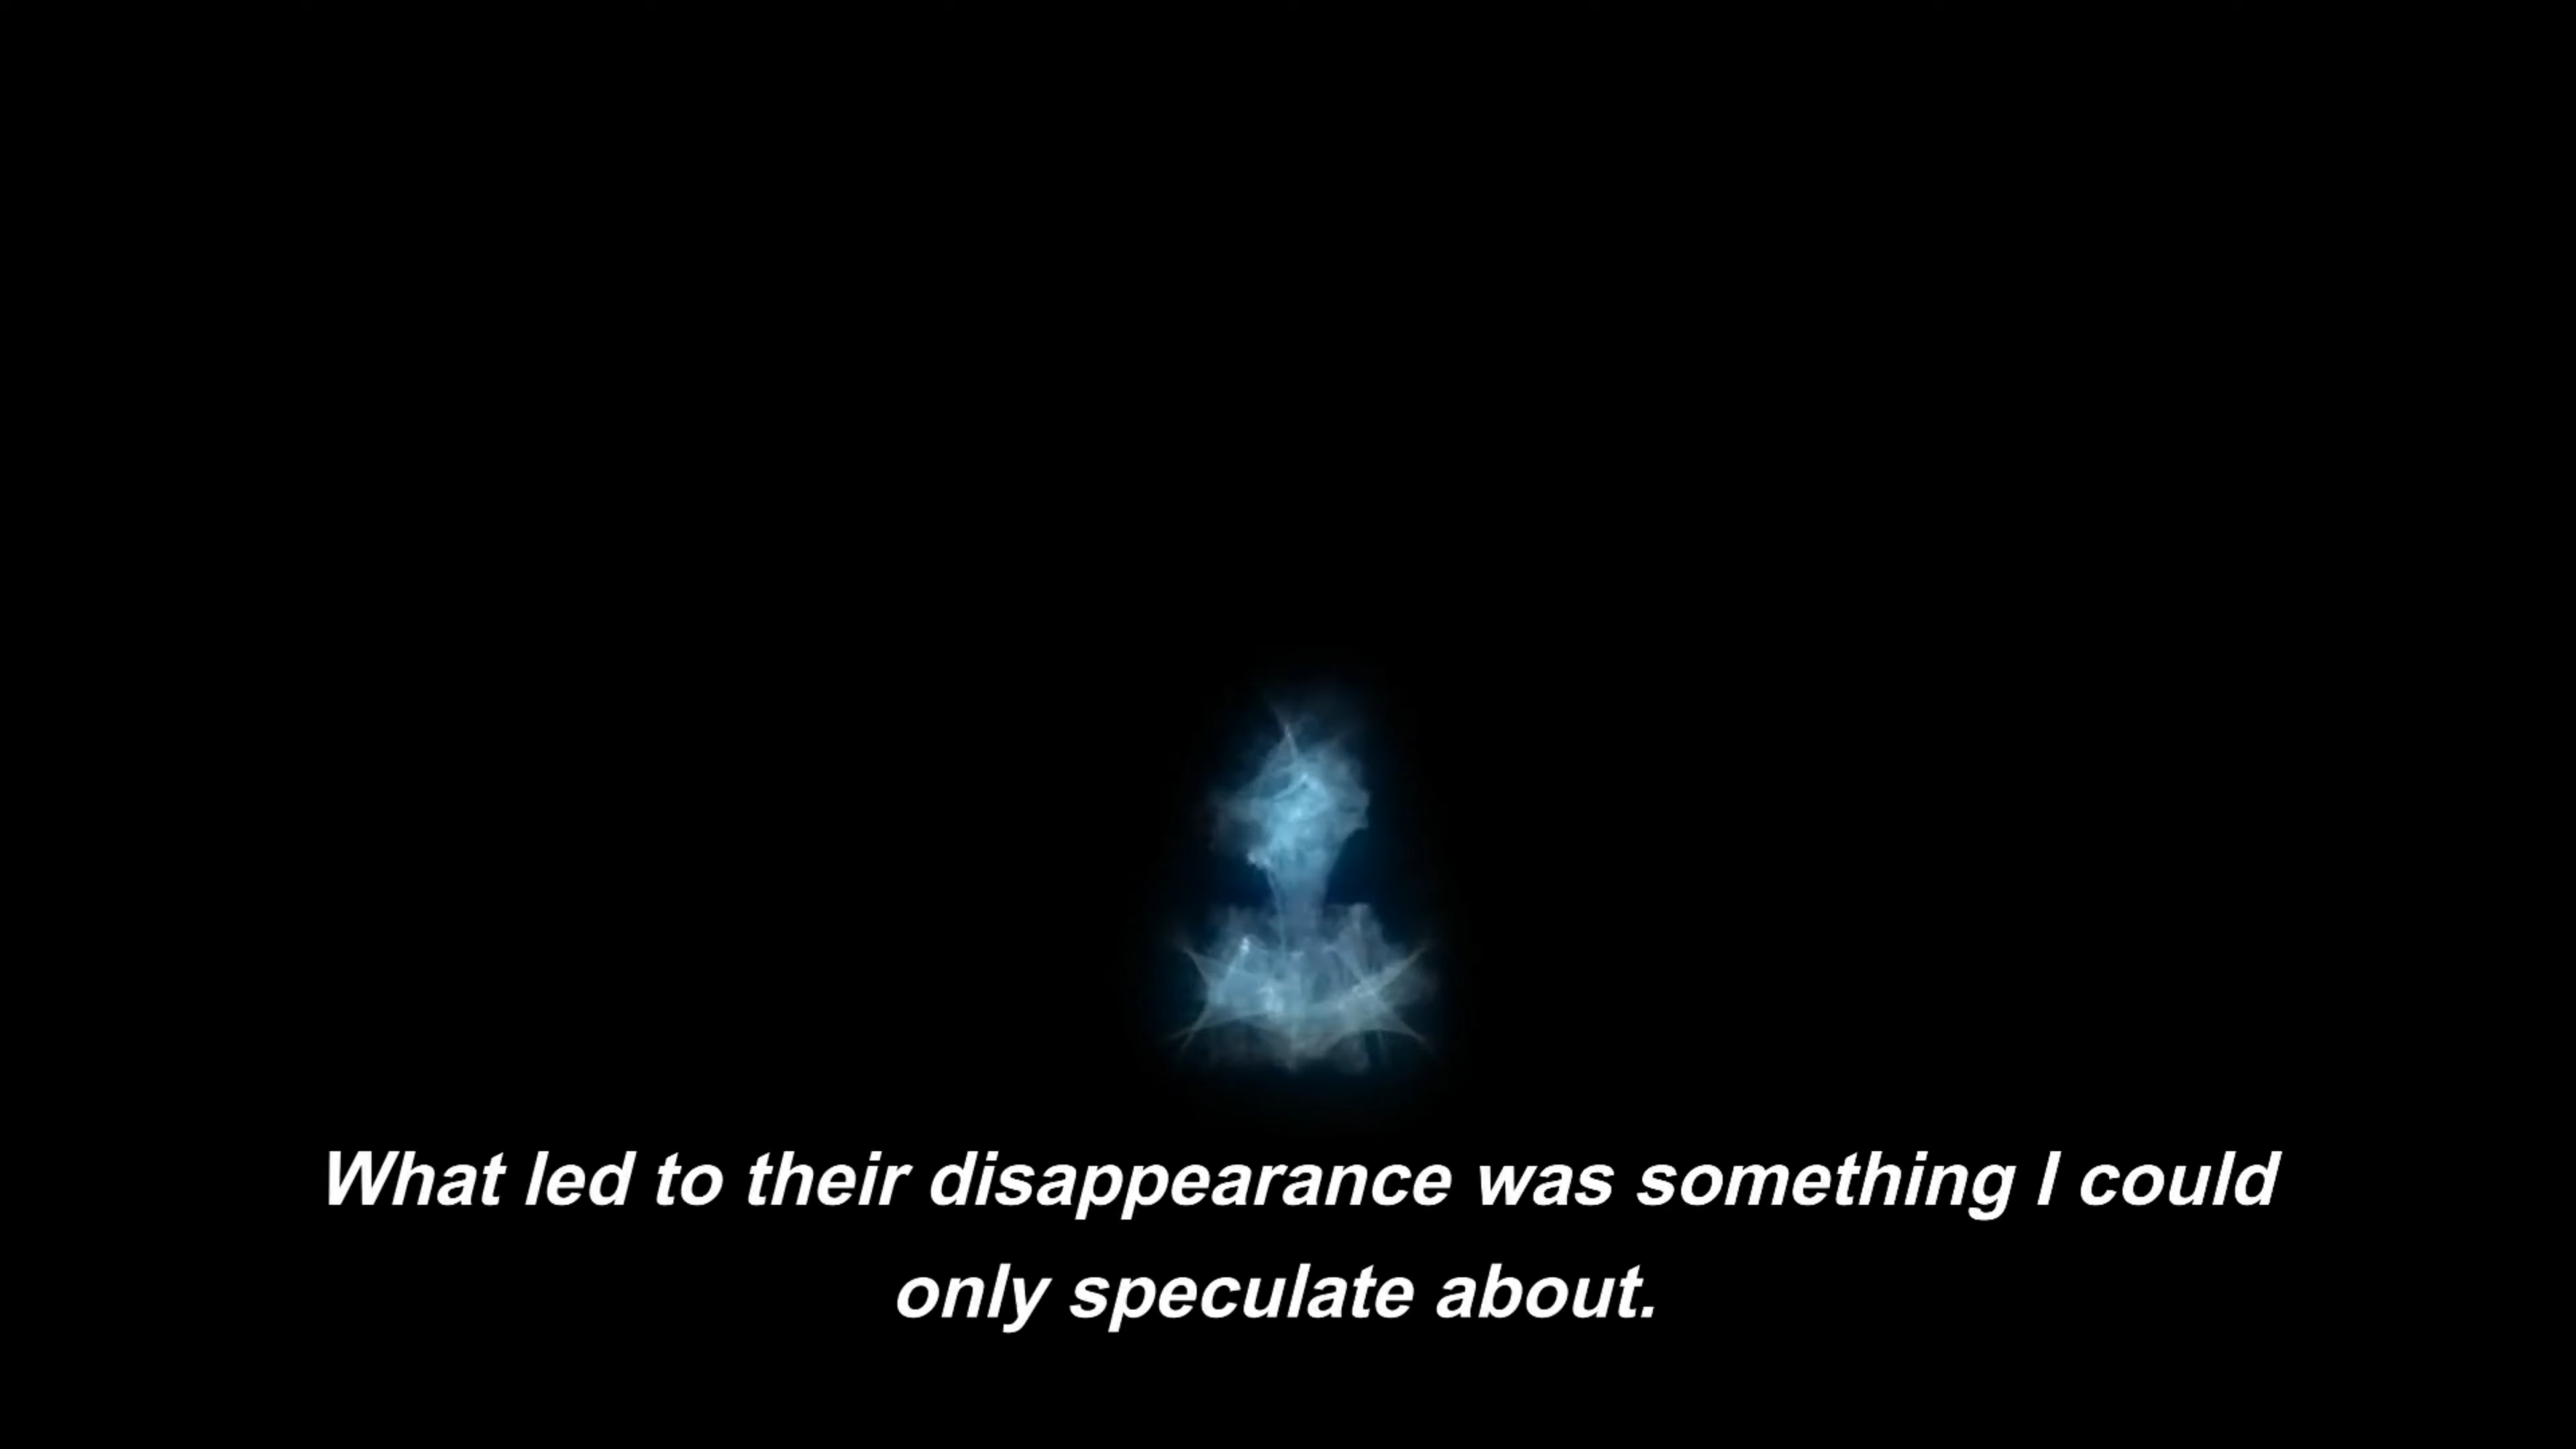 What led to their disappearance was something I could
only speculate about.